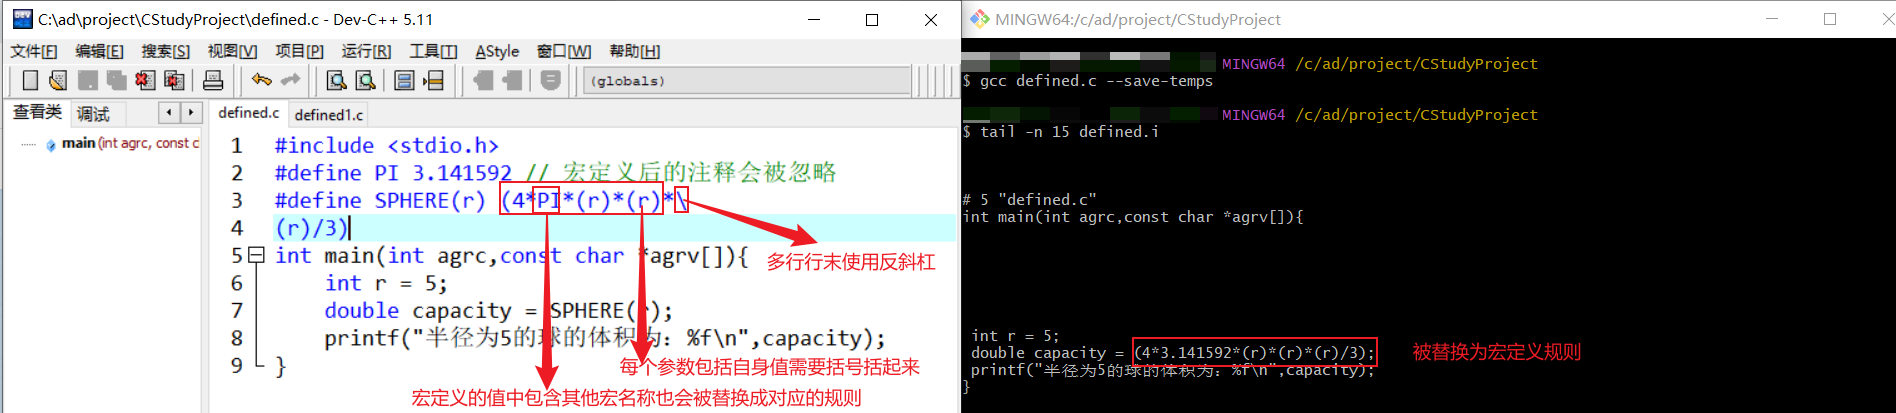 C:\ad\project\CStudyProject\defined.c - Dev-C++ 5.11
文件[F] 编辑[E] 搜索[S] 视图[V] 项目[P] 运行[R] 工具[T] AStyle 窗口[W] 帮助[H]
(globals)
查看类 调试
main (int agrc, const c
defined.c defined1.c
1 #include <stdio.h>
2 #define PI 3.141592 // 宏定义后的注释会被忽略
3 #define SPHERE(r) (4*PI*(r)*(r)*\
4 (r)/3)
5 int main(int agrc,const char *agrv[]){
6 int r = 5;
7 double capacity = SPHERE(r);
8 printf("半径为5的球的体积为: %f\n",capacity);
9 }
多行行末使用反斜杠
每个参数包括自身值需要括号括起来
宏定义的值中包含其他宏名称也会被替换成对应的规则
MINGW64:/c/ad/project/CStudyProject
MINGW64 /c/ad/project/CStudyProject
$ gcc defined.c --save-temps
MINGW64 /c/ad/project/CStudyProject
$ tail -n 15 defined.i
# 5 "defined.c"
int main(int agrc,const char *agrv[]){
int r = 5;
double capacity = (4*3.141592*(r)*(r)*(r)/3);
printf("半径为5的球的体积为: %f\n",capacity);
}
被替换为宏定义规则